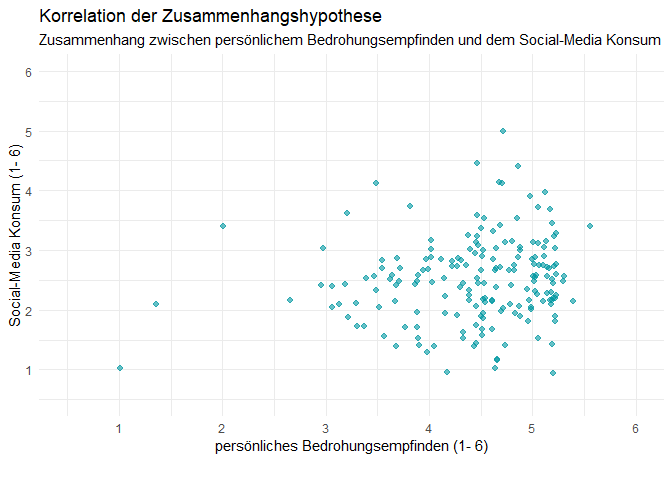 Korrelation der Zusammenhangshypothese
Zusammenhang zwischen persönlichem Bedrohungsempfinden und dem Social-Media Konsum
Social-Media Konsum (1- 6)
6
5
4
3
2
1
1 2 3 4 5 6
persönliches Bedrohungsempfinden (1- 6)